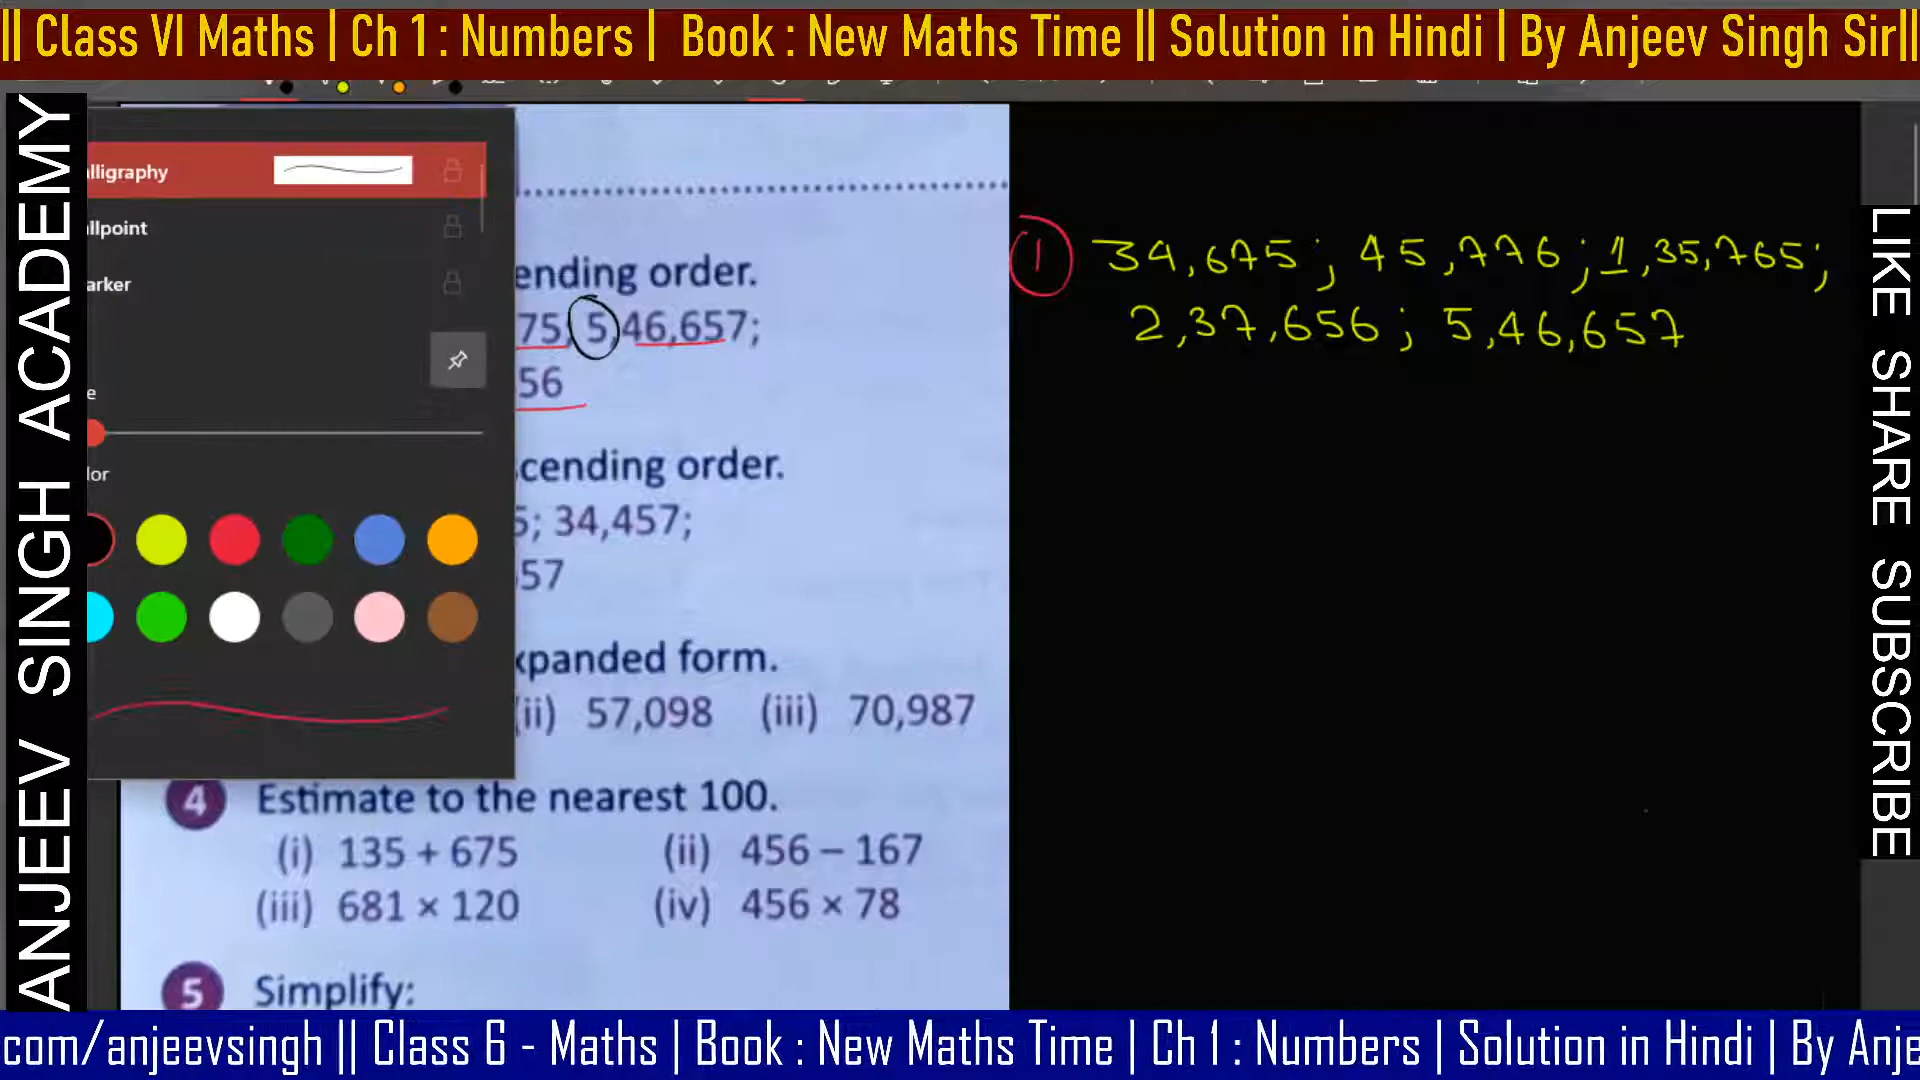 || Class VI Maths | Ch 1 : Numbers | Book : New Maths Time || Solution in Hindi | By Anjeev Singh Sir||
ANJEEV SINGH ACADEMY
lligraphy
llpoint
arker
e
lor
ending order.
75, 5,46,657;
56
cending order.
5; 34,457;
57
xpanded form.
(ii) 57,098 (iii) 70,987
4 Estimate to the nearest 100.
(i) 135 + 675 (ii) 456 – 167
(iii) 681 × 120 (iv) 456 × 78
5 Simplify:
1 34,675; 45,776; 1,35,765;
2,37,656; 5,46,657
LIKE SHARE SUBSCRIBE
com/anjeevsingh || Class 6 - Maths | Book : New Maths Time | Ch 1 : Numbers | Solution in Hindi | By Anje